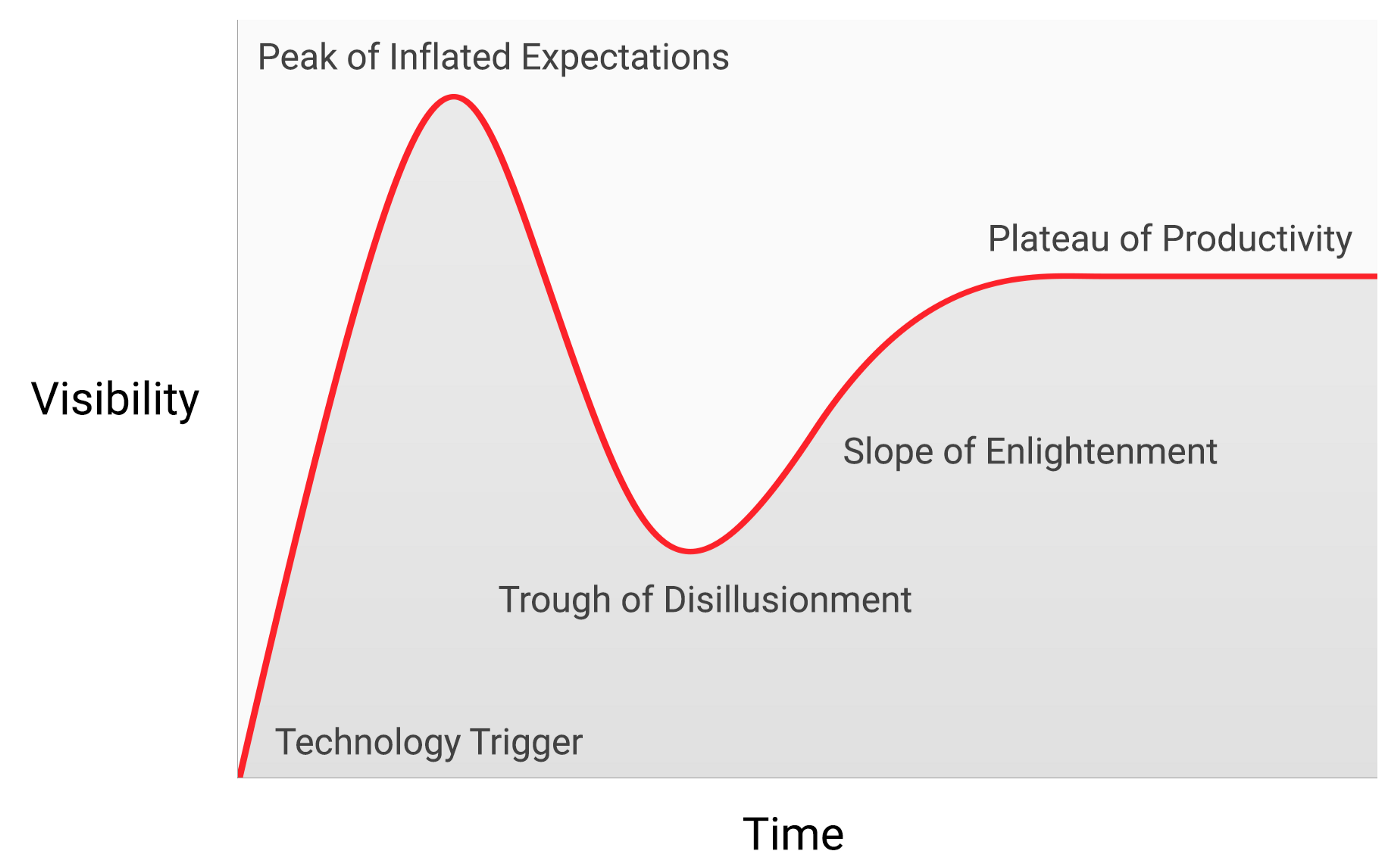 Peak of Inflated Expectations
Plateau of Productivity
Visibility
Slope of Enlightenment
Trough of Disillusionment
Technology Trigger
Time